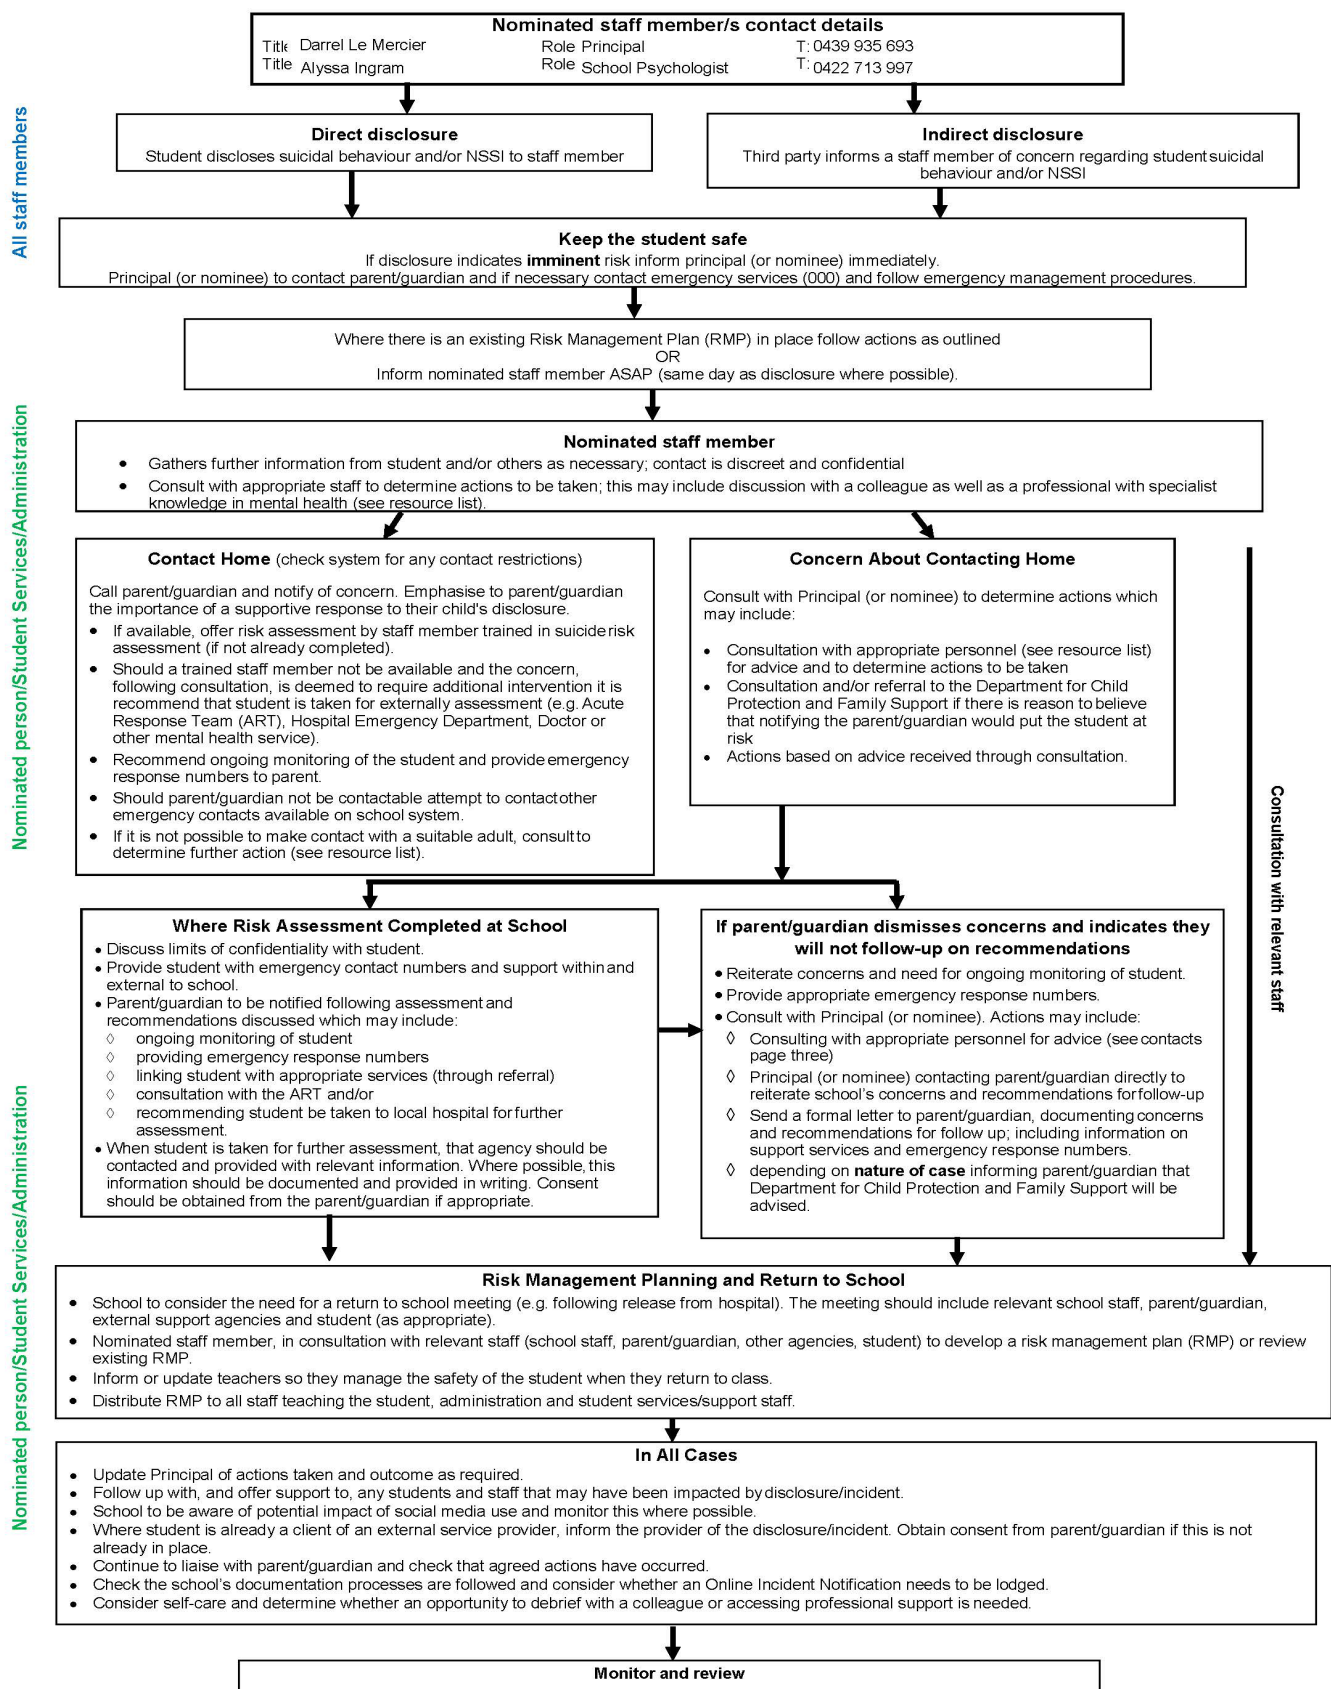 Nominated staff member/s contact details
Title Darrel Le Mercier Role Principal T: 0439 935 693
Title Alyssa Ingram Role School Psychologist T: 0422 713 997
All staff members
Direct disclosure
Student discloses suicidal behaviour and/or NSSI to staff member
Indirect disclosure
Third party informs a staff member of concern regarding student suicidal
behaviour and/or NSSI
Keep the student safe
If disclosure indicates imminent risk inform principal (or nominee) immediately.
Principal (or nominee) to contact parent/guardian and if necessary contact emergency services (000) and follow emergency management procedures.
Where there is an existing Risk Management Plan (RMP) in place follow actions as outlined
OR
Inform nominated staff member ASAP (same day as disclosure where possible).
Nominated person/Student Services/Administration
Nominated staff member
• Gathers further information from student and/or others as necessary; contact is discreet and confidential
• Consult with appropriate staff to determine actions to be taken; this may include discussion with a colleague as well as a professional with specialist
knowledge in mental health (see resource list).
Contact Home (check system for any contact restrictions)
Call parent/guardian and notify of concern. Emphasise to parent/guardian
the importance of a supportive response to their child's disclosure.
• If available, offer risk assessment by staff member trained in suicide risk
assessment (if not already completed).
• Should a trained staff member not be available and the concern,
following consultation, is deemed to require additional intervention it is
recommend that student is taken for externally assessment (e.g. Acute
Response Team (ART), Hospital Emergency Department, Doctor or
other mental health service).
• Recommend ongoing monitoring of the student and provide emergency
response numbers to parent.
• Should parent/guardian not be contactable attempt to contact other
emergency contacts available on school system.
• If it is not possible to make contact with a suitable adult, consult to
determine further action (see resource list).
Concern About Contacting Home
Consult with Principal (or nominee) to determine actions which
may include:
• Consultation with appropriate personnel (see resource list)
for advice and to determine actions to be taken
• Consultation and/or referral to the Department for Child
Protection and Family Support if there is reason to believe
that notifying the parent/guardian would put the student at
risk
• Actions based on advice received through consultation.
Consultation with relevant staff
Where Risk Assessment Completed at School
• Discuss limits of confidentiality with student.
• Provide student with emergency contact numbers and support within and
external to school.
• Parent/guardian to be notified following assessment and
recommendations discussed which may include:
◊ ongoing monitoring of student
◊ providing emergency response numbers
◊ linking student with appropriate services (through referral)
◊ consultation with the ART and/or
◊ recommending student be taken to local hospital for further
assessment.
• When student is taken for further assessment, that agency should be
contacted and provided with relevant information. Where possible, this
information should be documented and provided in writing. Consent
should be obtained from the parent/guardian if appropriate.
If parent/guardian dismisses concerns and indicates they
will not follow-up on recommendations
• Reiterate concerns and need for ongoing monitoring of student.
• Provide appropriate emergency response numbers.
• Consult with Principal (or nominee). Actions may include:
◊ Consulting with appropriate personnel for advice (see contacts
page three)
◊ Principal (or nominee) contacting parent/guardian directly to
reiterate school's concerns and recommendations for follow-up
◊ Send a formal letter to parent/guardian, documenting concerns
and recommendations for follow up; including information on
support services and emergency response numbers.
◊ depending on nature of case informing parent/guardian that
Department for Child Protection and Family Support will be
advised.
Nominated person/Student Services/Administration
Risk Management Planning and Return to School
• School to consider the need for a return to school meeting (e.g. following release from hospital). The meeting should include relevant school staff, parent/guardian,
external support agencies and student (as appropriate).
• Nominated staff member, in consultation with relevant staff (school staff, parent/guardian, other agencies, student) to develop a risk management plan (RMP) or review
existing RMP.
• Inform or update teachers so they manage the safety of the student when they return to class.
• Distribute RMP to all staff teaching the student, administration and student services/support staff.
In All Cases
• Update Principal of actions taken and outcome as required.
• Follow up with, and offer support to, any students and staff that may have been impacted by disclosure/incident.
• School to be aware of potential impact of social media use and monitor this where possible.
• Where student is already a client of an external service provider, inform the provider of the disclosure/incident. Obtain consent from parent/guardian if this is not
already in place.
• Continue to liaise with parent/guardian and check that agreed actions have occurred.
• Check the school's documentation processes are followed and consider whether an Online Incident Notification needs to be lodged.
• Consider self-care and determine whether an opportunity to debrief with a colleague or accessing professional support is needed.
Monitor and review